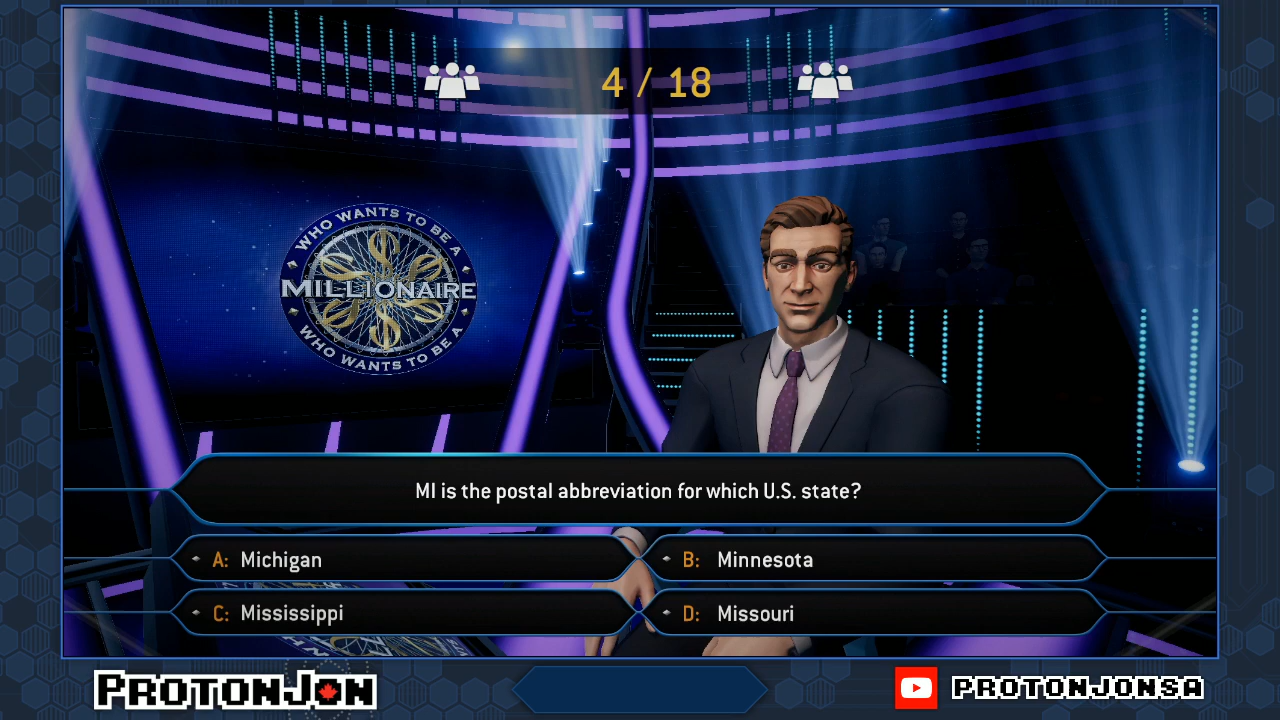 4 / 18
WHO WANTS TO BE A
MILLIONAIRE
WHO WANTS TO BE A
MI is the postal abbreviation for which U.S. state?
A: Michigan
B: Minnesota
C: Mississippi
D: Missouri
PROTONJON
PROTONJONSA